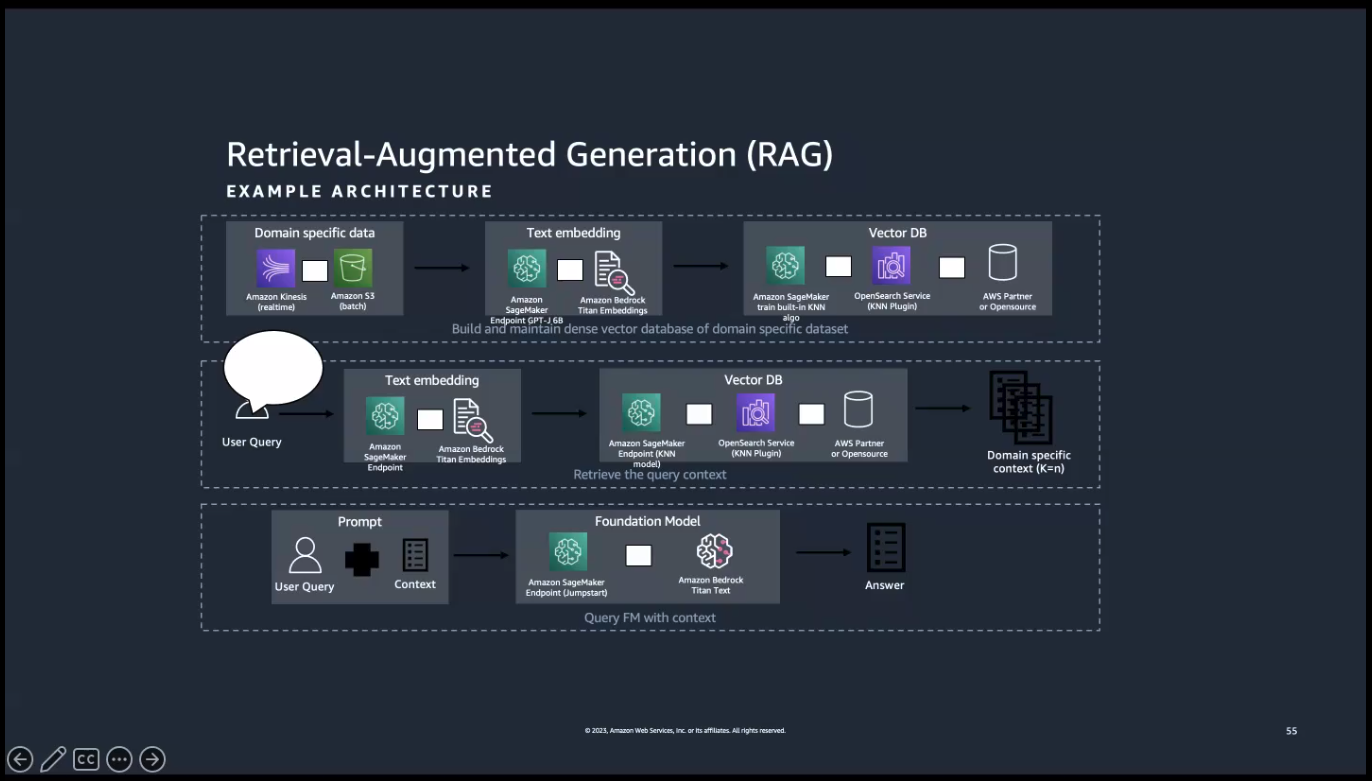 Retrieval-Augmented Generation (RAG)
EXAMPLE ARCHITECTURE
Domain specific data
Amazon Kinesis
(realtime)
Amazon S3
(batch)
Text embedding
Amazon
SageMaker
Endpoint GPT-J 6B
Amazon Bedrock
Titan Embeddings
Vector DB
Amazon SageMaker
train built-in KNN
algo
OpenSearch Service
(KNN Plugin)
AWS Partner
or Opensource
Build and maintain dense vector database of domain specific dataset
User Query
Text embedding
Amazon
SageMaker
Endpoint
Amazon Bedrock
Titan Embeddings
Vector DB
Amazon SageMaker
Endpoint (KNN
model)
OpenSearch Service
(KNN Plugin)
AWS Partner
or Opensource
Domain specific
context (K=n)
Retrieve the query context
Prompt
User Query
Context
Foundation Model
Amazon SageMaker
Endpoint (Jumpstart)
Amazon Bedrock
Titan Text
Answer
Query FM with context
© 2023, Amazon Web Services, Inc. or its affiliates. All rights reserved.
55
CC